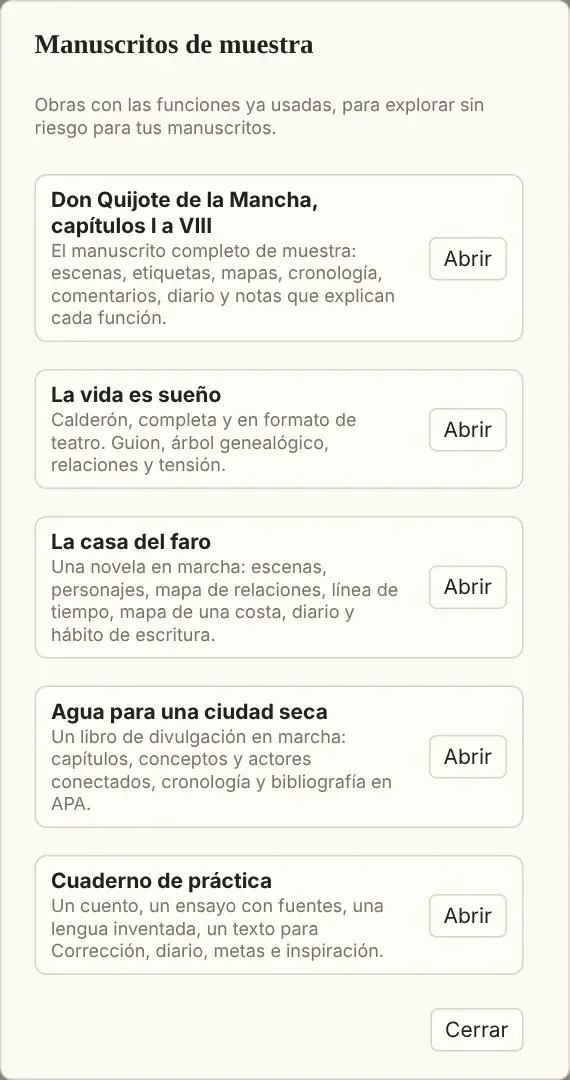 Manuscritos de muestra
Obras con las funciones ya usadas, para explorar sin
riesgo para tus manuscritos.
Don Quijote de la Mancha,
capítulos I a VIII
El manuscrito completo de muestra:
escenas, etiquetas, mapas, cronología,
comentarios, diario y notas que explican
cada función.
Abrir
La vida es sueño
Calderón, completa y en formato de
teatro. Guion, árbol genealógico,
relaciones y tensión.
Abrir
La casa del faro
Una novela en marcha: escenas,
personajes, mapa de relaciones, línea de
tiempo, mapa de una costa, diario y
hábito de escritura.
Abrir
Agua para una ciudad seca
Un libro de divulgación en marcha:
capítulos, conceptos y actores
conectados, cronología y bibliografía en
APA.
Abrir
Cuaderno de práctica
Un cuento, un ensayo con fuentes, una
lengua inventada, un texto para
Corrección, diario, metas e inspiración.
Abrir
Cerrar